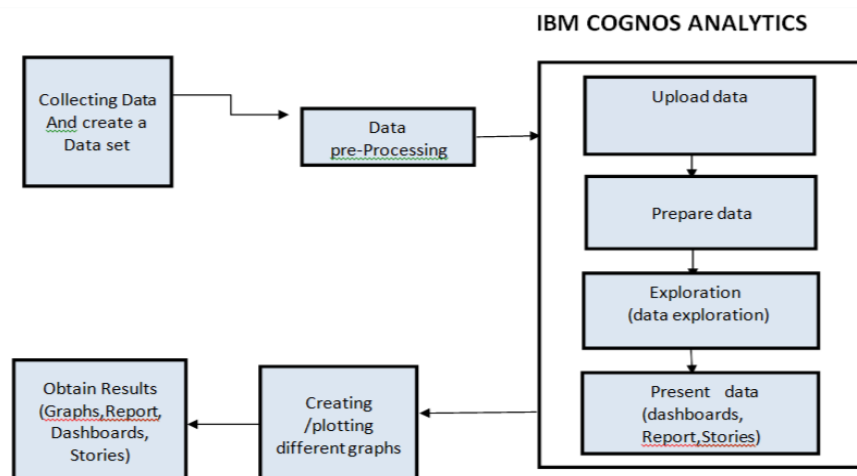 IBM COGNOS ANALYTICS
Collecting Data
And create a
Data set
Data
pre-Processing
Upload data
Prepare data
Exploration
(data exploration)
Present data
(dashboards,
Report,Stories)
Creating
/plotting
different graphs
Obtain Results
(Graphs,Report,
Dashboards,
Stories)